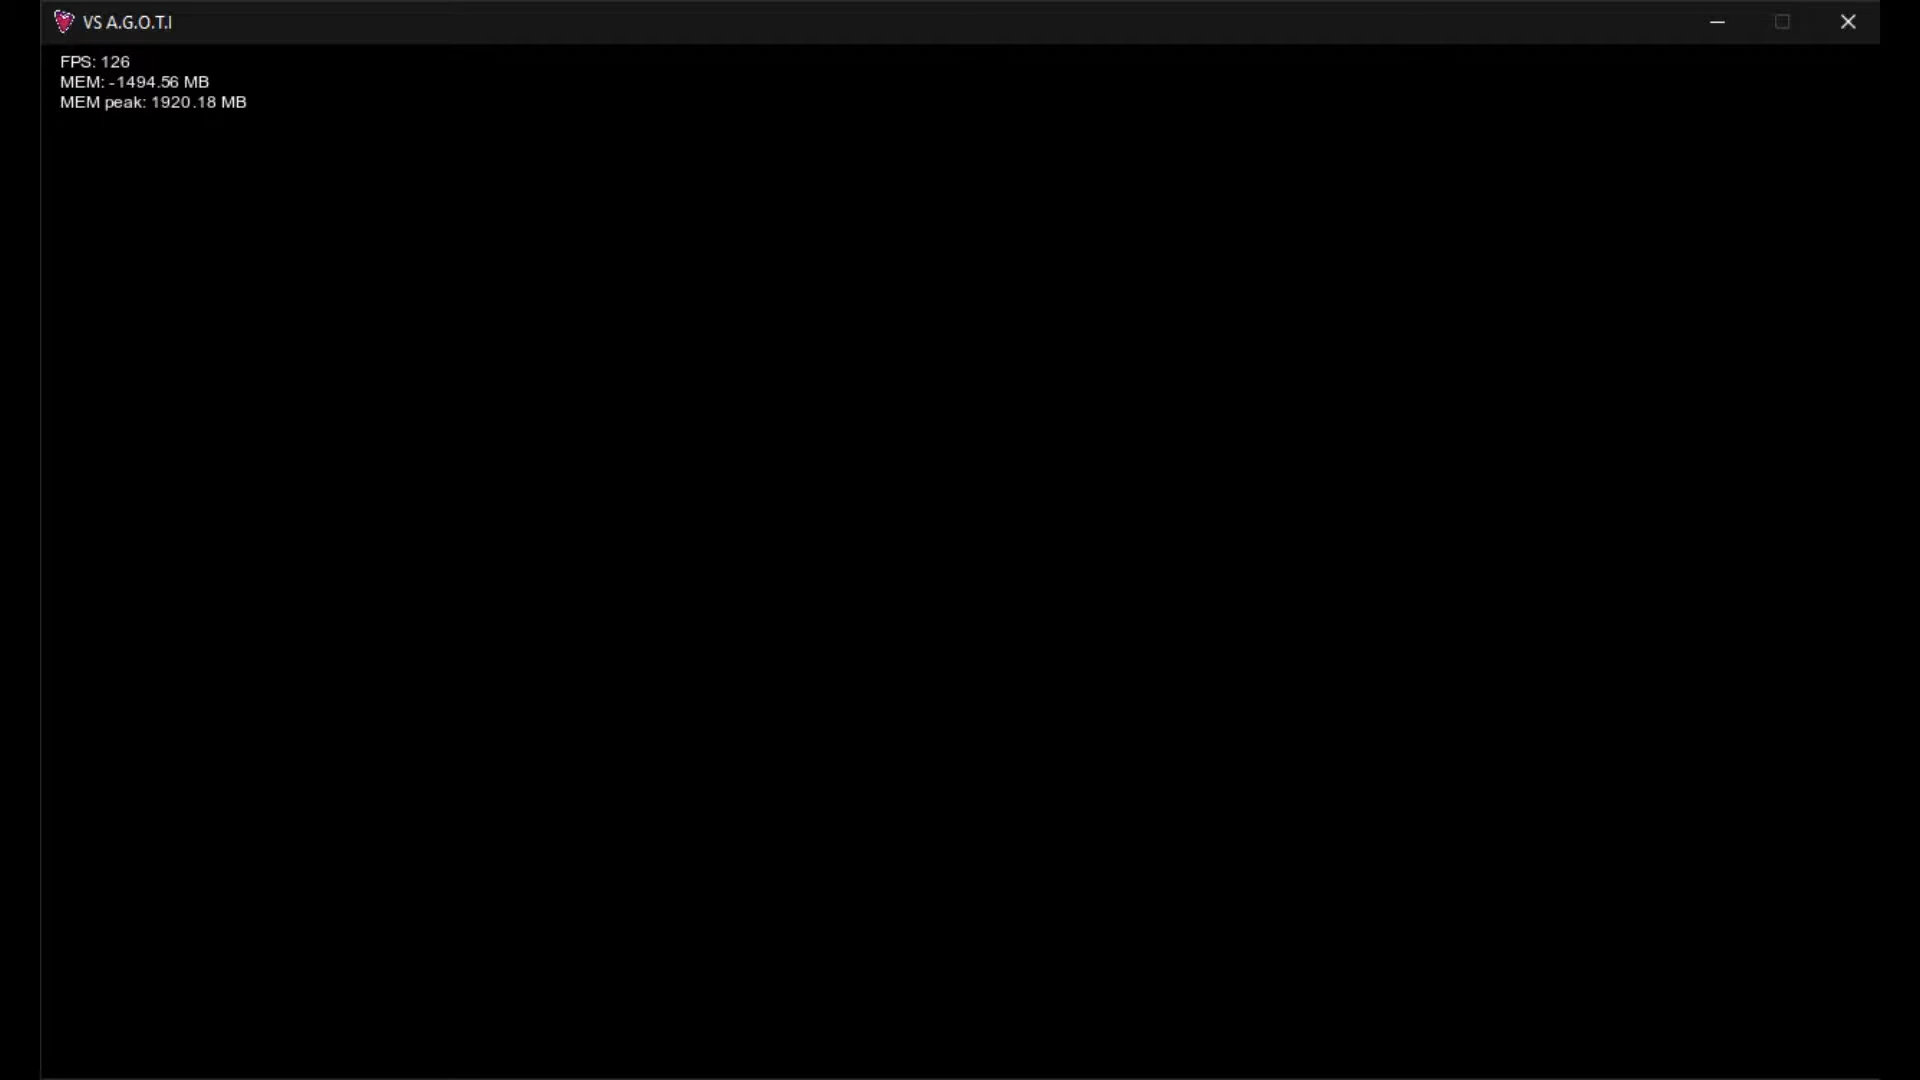 VS A.G.O.T.I
FPS: 126
MEM: -1494.56 MB
MEM peak: 1920.18 MB